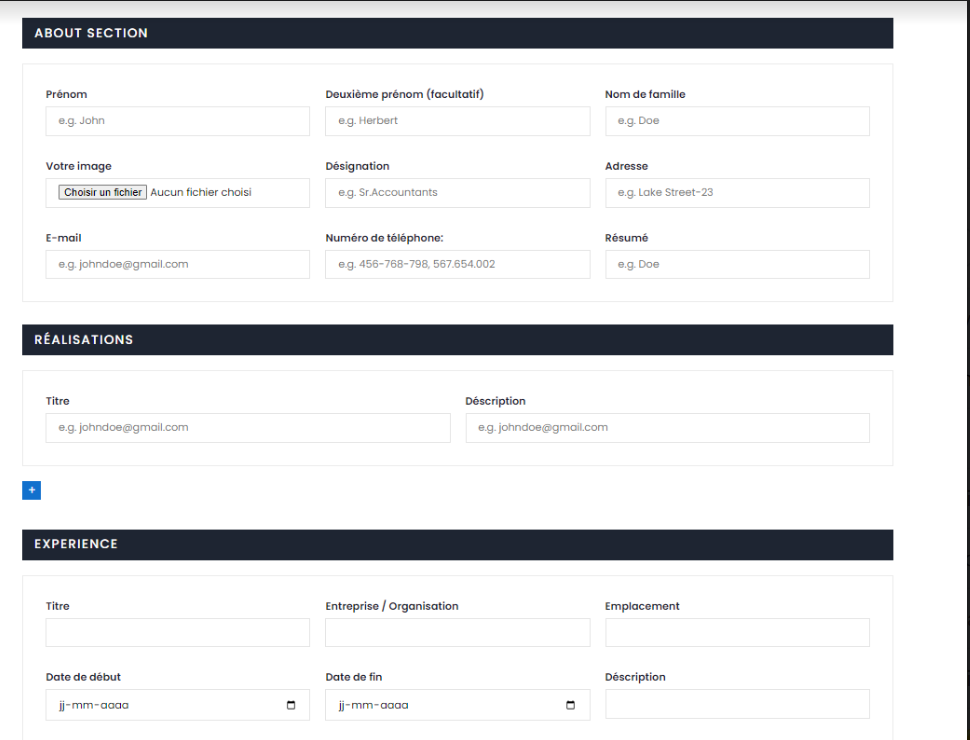 ABOUT SECTION
Prénom Deuxième prénom (facultatif) Nom de famille
e.g. John e.g. Herbert e.g. Doe
Votre image Désignation Adresse
Choisir un fichier Aucun fichier choisi e.g. Sr.Accountants e.g. Lake Street-23
E-mail Numéro de téléphone: Résumé
e.g. johndoe@gmail.com e.g. 456-768-798, 567.654.002 e.g. Doe
RÉALISATIONS
Titre Déscription
e.g. johndoe@gmail.com e.g. johndoe@gmail.com
+
EXPERIENCE
Titre Entreprise / Organisation Emplacement
Date de début Date de fin Déscription
jj-mm-aaaa jj-mm-aaaa